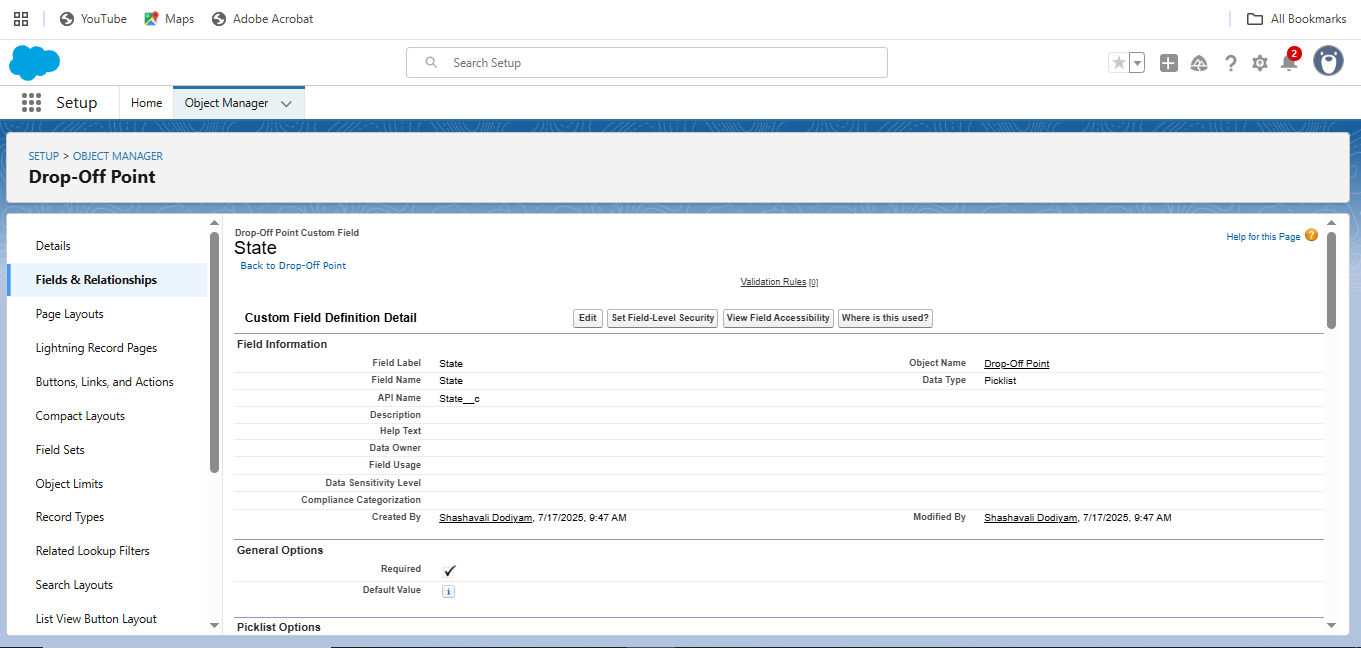 YouTube Maps Adobe Acrobat All Bookmarks
Search Setup
2
Setup Home Object Manager
SETUP > OBJECT MANAGER
Drop-Off Point
Details
Fields & Relationships
Page Layouts
Lightning Record Pages
Buttons, Links, and Actions
Compact Layouts
Field Sets
Object Limits
Record Types
Related Lookup Filters
Search Layouts
List View Button Layout
Drop-Off Point Custom Field
State
Back to Drop-Off Point
Help for this Page ?
Validation Rules [0]
Custom Field Definition Detail Edit Set Field-Level Security View Field Accessibility Where is this used?
Field Information
Field Label State Object Name Drop-Off Point
Field Name State Data Type Picklist
API Name State__c
Description
Help Text
Data Owner
Field Usage
Data Sensitivity Level
Compliance Categorization
Created By Shashavali Dodiyam, 7/17/2025, 9:47 AM Modified By Shashavali Dodiyam, 7/17/2025, 9:47 AM
General Options
Required
Default Value i
Picklist Options